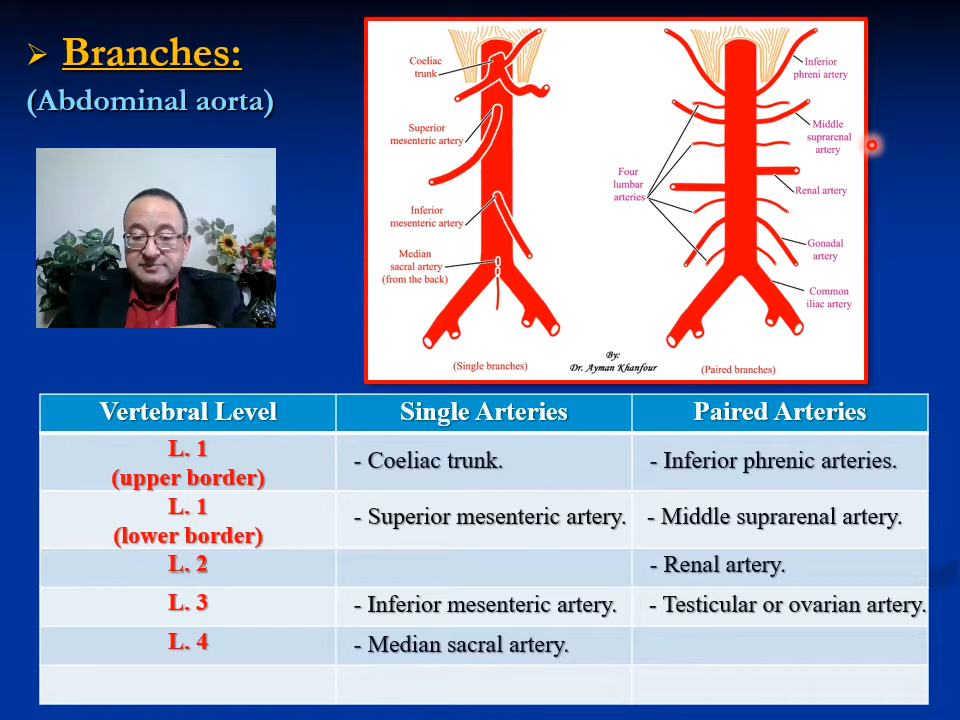 Branches:
(Abdominal aorta)
Coeliac
trunk
Superior
mesenteric artery
Inferior
mesenteric artery
Median
sacral artery
(from the back)
(Single branches)
By:
Dr. Ayman Khanfour
Inferior
phreni artery
Middle
suprarenal
artery
Four
lumbar
arteries
Renal artery
Gonadal
artery
Common
iliac artery
(Paired branches)
Vertebral Level Single Arteries Paired Arteries
L. 1
(upper border)
- Coeliac trunk. - Inferior phrenic arteries.
L. 1
(lower border)
- Superior mesenteric artery. - Middle suprarenal artery.
L. 2 - Renal artery.
L. 3 - Inferior mesenteric artery. - Testicular or ovarian artery.
L. 4 - Median sacral artery.